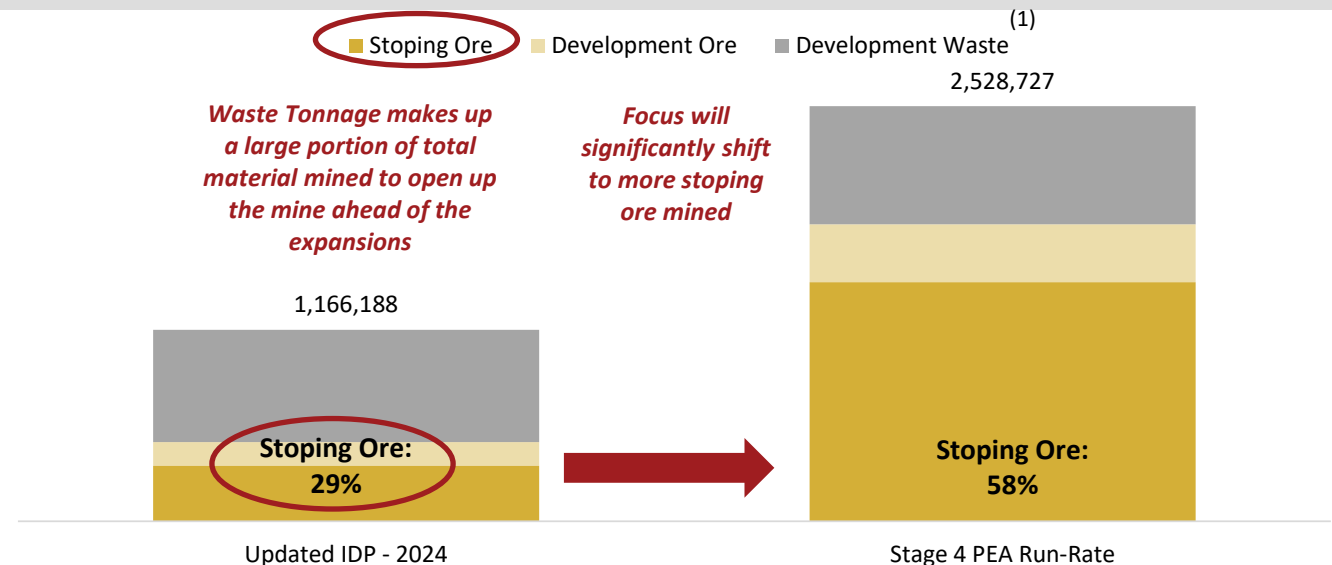 (1)
Stoping Ore Development Ore Development Waste
2,528,727
Waste Tonnage makes up
a large portion of total
material mined to open up
the mine ahead of the
expansions
Focus will
significantly shift
to more stoping
ore mined
1,166,188
Stoping Ore:
29%
Stoping Ore:
58%
Updated IDP - 2024
Stage 4 PEA Run-Rate